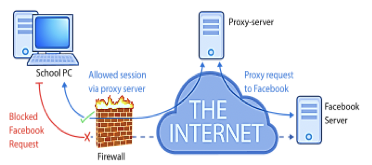 Proxy-server
School PC
Allowed session
via proxy server
Proxy request
to Facebook
THE
INTERNET
Facebook
Server
Blocked
Facebook
Request
Firewall